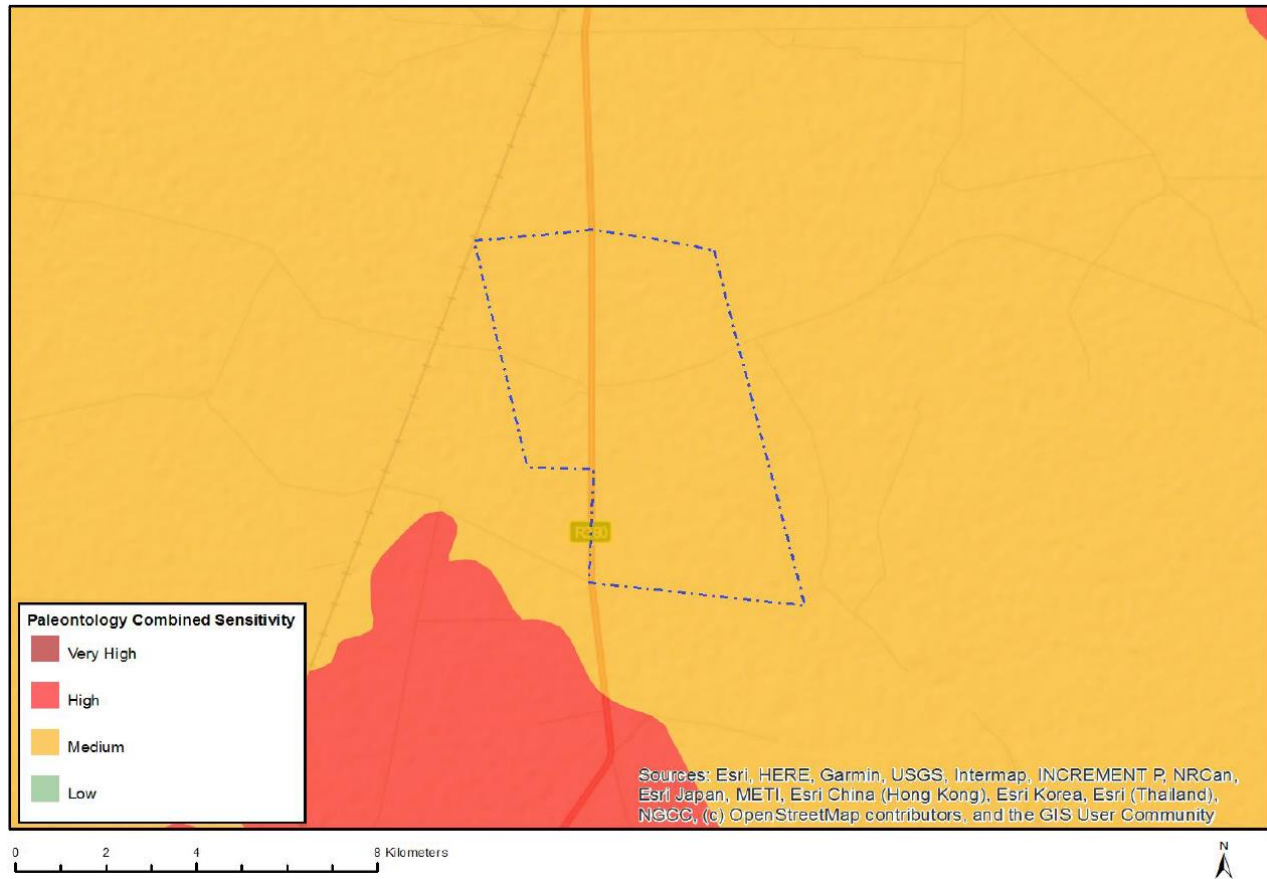 Paleontology Combined Sensitivity
Very High
High
Medium
Low
Sources: Esri, HERE, Garmin, USGS, Intermap, INCREMENT P, NRCan,
Esri Japan, METI, Esri China (Hong Kong), Esri Korea, Esri (Thailand),
NGCC, (c) OpenStreetMap contributors, and the GIS User Community
0 2 4 8 Kilometers
N